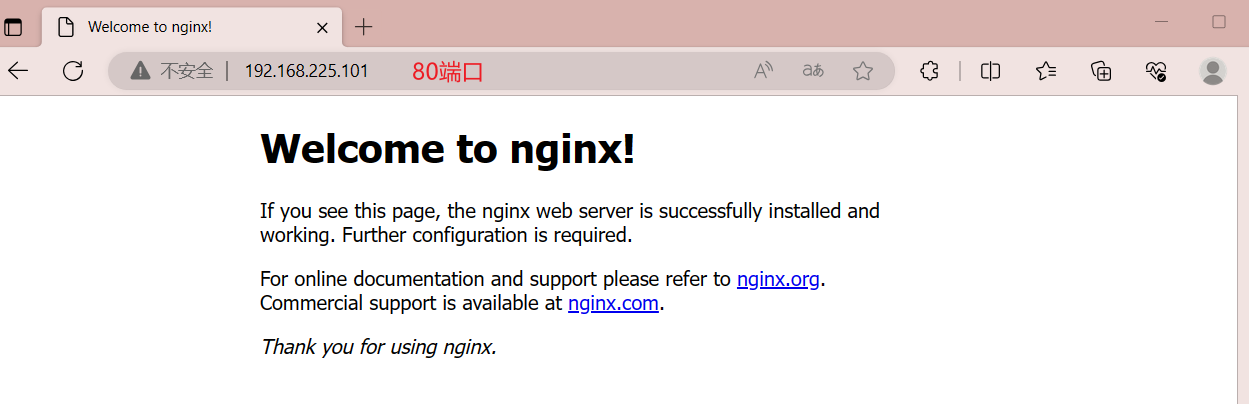 Welcome to nginx!
不安全 192.168.225.101 80端口 A aあ
Welcome to nginx!
If you see this page, the nginx web server is successfully installed and
working. Further configuration is required.
For online documentation and support please refer to nginx.org.
Commercial support is available at nginx.com.
Thank you for using nginx.